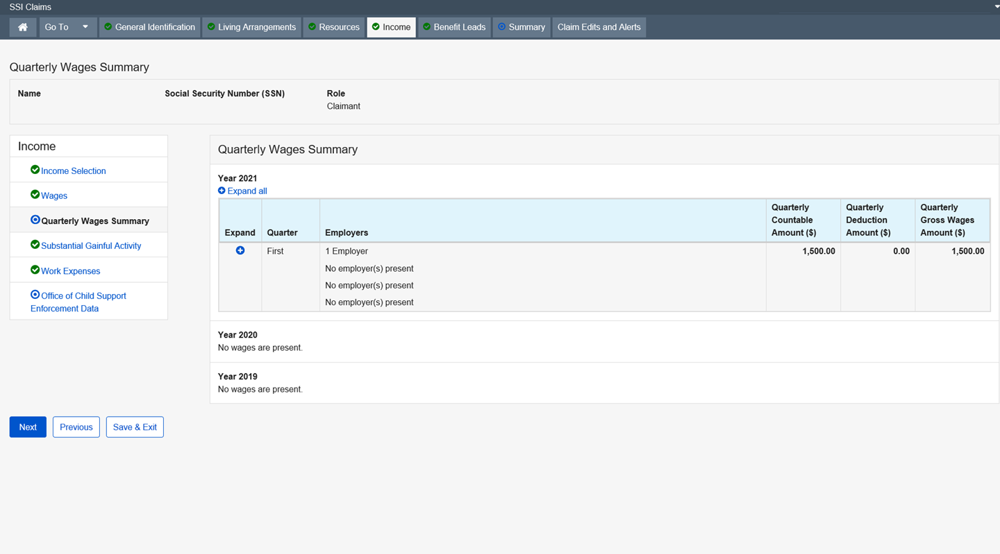 SSI Claims
Go To General Identification Living Arrangements Resources Income Benefit Leads Summary Claim Edits and Alerts
Quarterly Wages Summary
Name Social Security Number (SSN) Role
Claimant
Income
Income Selection
Wages
Quarterly Wages Summary
Substantial Gainful Activity
Work Expenses
Office of Child Support
Enforcement Data
Quarterly Wages Summary
Year 2021
Expand all
Expand Quarter Employers Quarterly Countable Amount ($) Quarterly Deduction Amount ($) Quarterly Gross Wages Amount ($)
First 1 Employer 1,500.00 0.00 1,500.00
No employer(s) present
No employer(s) present
No employer(s) present
Year 2020
No wages are present.
Year 2019
No wages are present.
Next Previous Save & Exit